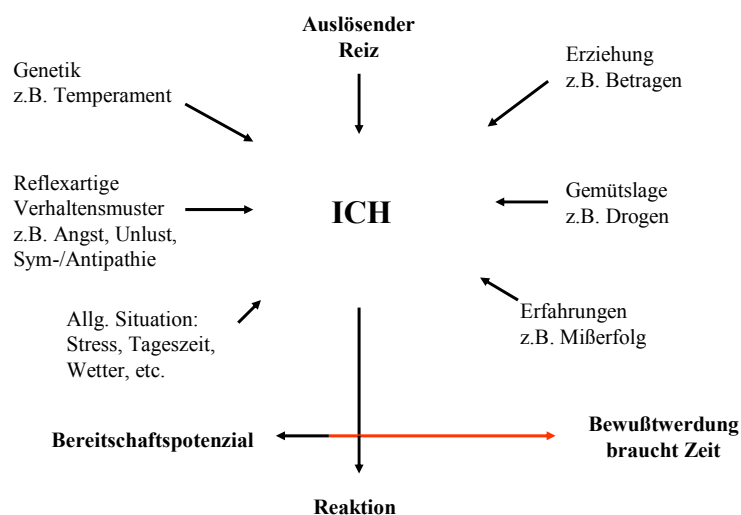 Auslösender
Reiz
Genetik
z.B. Temperament
Erziehung
z.B. Betragen
Reflexartige
Verhaltensmuster
z.B. Angst, Unlust,
Sym-/Antipathie
ICH
Gemütslage
z.B. Drogen
Allg. Situation:
Stress, Tageszeit,
Wetter, etc.
Erfahrungen
z.B. Mißerfolg
Bereitschaftspotenzial
Bewußtwerdung
braucht Zeit
Reaktion